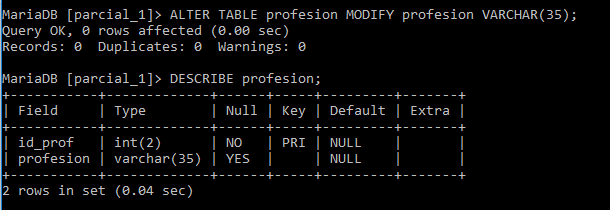 MariaDB [parcial_1]> ALTER TABLE profesion MODIFY profesion VARCHAR(35);
Query OK, 0 rows affected (0.00 sec)
Records: 0  Duplicates: 0  Warnings: 0

MariaDB [parcial_1]> DESCRIBE profesion;
+-----------+-------------+------+-----+---------+-------+
| Field     | Type        | Null | Key | Default | Extra |
+-----------+-------------+------+-----+---------+-------+
| id_prof   | int(2)      | NO   | PRI | NULL    |       |
| profesion | varchar(35) | YES  |     | NULL    |       |
+-----------+-------------+------+-----+---------+-------+
2 rows in set (0.04 sec)